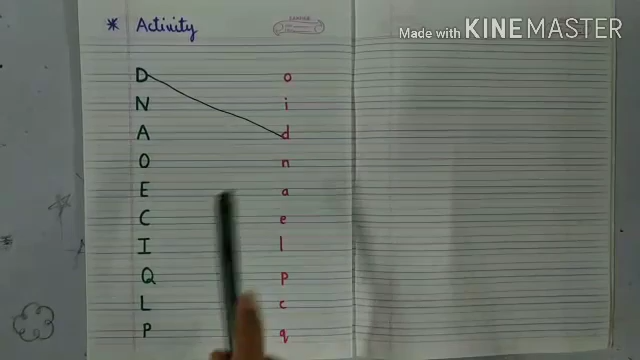 Made with KINEMASTER
* Activity
D o
N i
A d
O n
E a
C e
I l
Q p
L c
P q